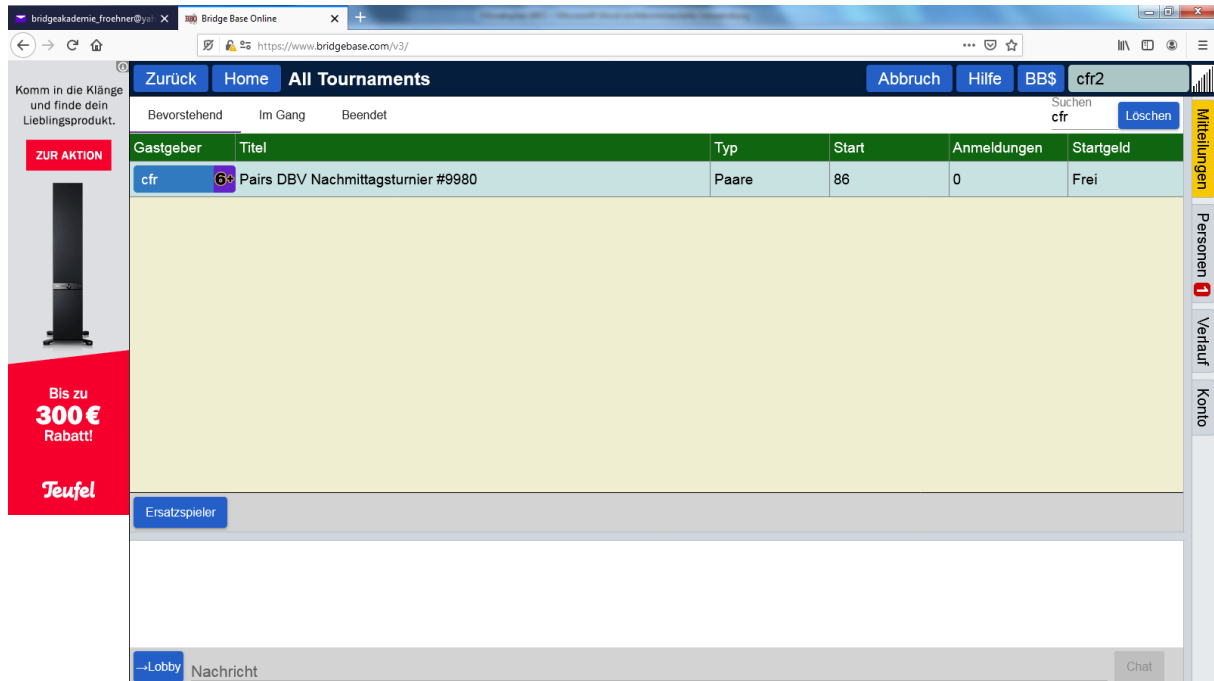 bridgeakademie_froehner@yah
BBO Bridge Base Online
https://www.bridgebase.com/v3/
Komm in die Klänge
und finde dein
Lieblingsprodukt.
ZUR AKTION
Bis zu
300 €
Rabatt!
Teufel
Zurück Home All Tournaments Abbruch Hilfe BB$ cfr2
Bevorstehend Im Gang Beendet Suchen
cfr Löschen
Gastgeber Titel Typ Start Anmeldungen Startgeld
cfr 6+ Pairs DBV Nachmittagsturnier #9980 Paare 86 0 Frei
Ersatzspieler
→Lobby Nachricht Chat
Mitteilungen
Personen 1
Verlauf
Konto